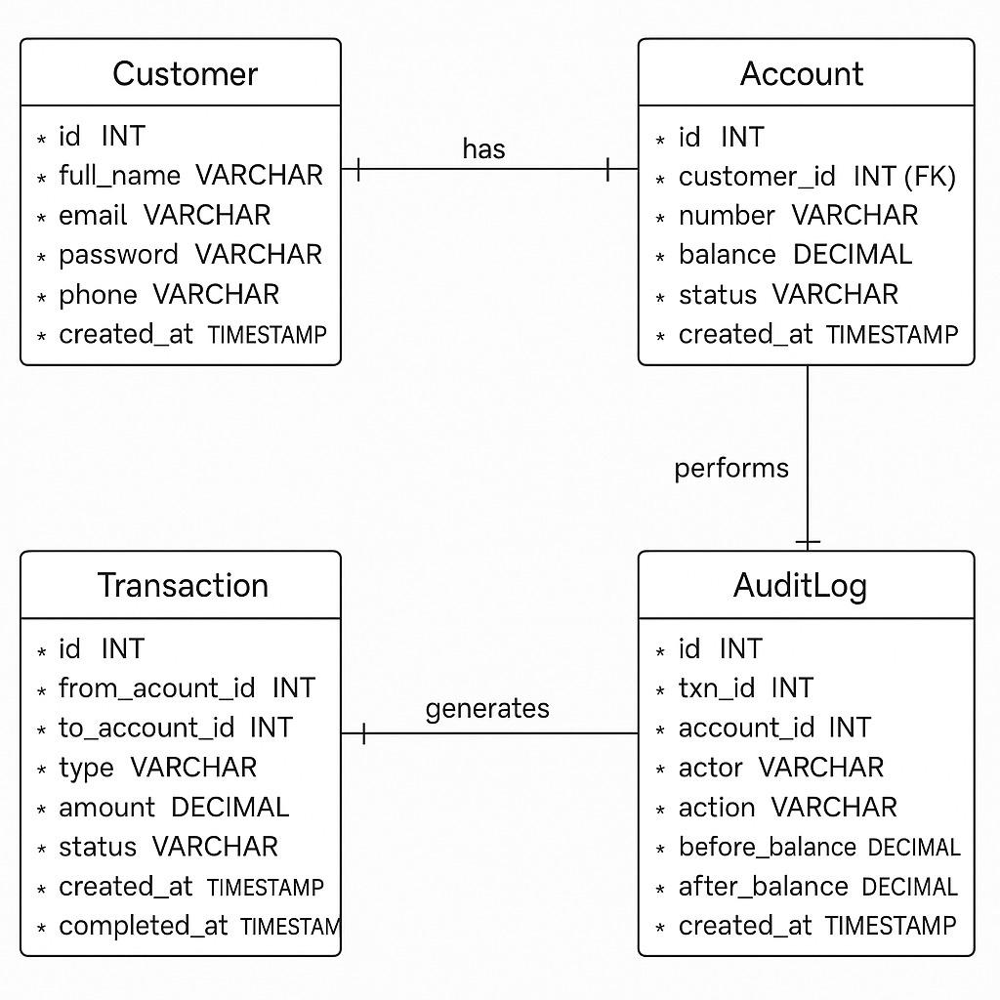 Customer
* id INT
* full_name VARCHAR
* email VARCHAR
* password VARCHAR
* phone VARCHAR
* created_at TIMESTAMP
has
Account
* id INT
* customer_id INT (FK)
* number VARCHAR
* balance DECIMAL
* status VARCHAR
* created_at TIMESTAMP
performs
Transaction
* id INT
* from_acount_id INT
* to_account_id INT
* type VARCHAR
* amount DECIMAL
* status VARCHAR
* created_at TIMESTAMP
* completed_at TIMESTAM
generates
AuditLog
* id INT
* txn_id INT
* account_id INT
* actor VARCHAR
* action VARCHAR
* before_balance DECIMAL
* after_balance DECIMAL
* created_at TIMESTAMP